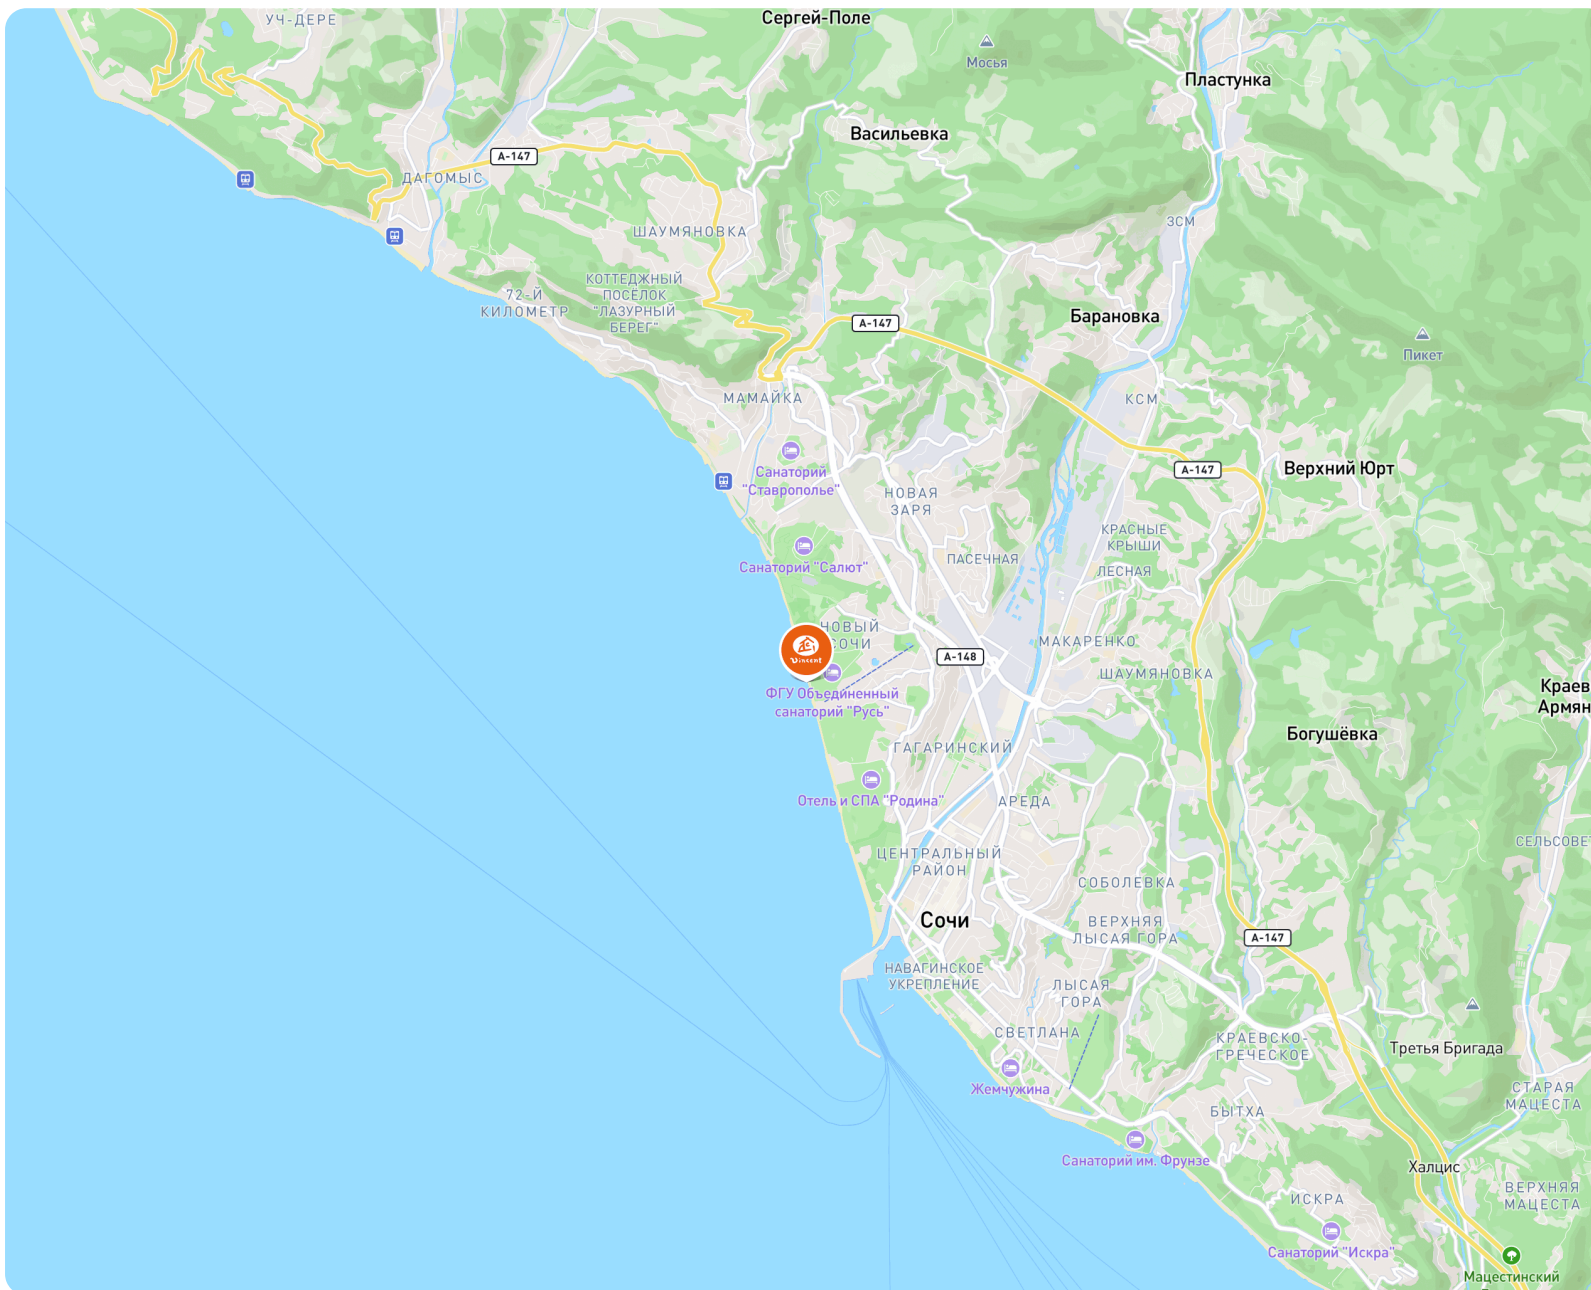 УЧ-ДЕРЕ
Сергей-Поле
Мосья
Пластунка
Васильевка
А-147
ДАГОМЫС
ЗСМ
ШАУМЯНОВКА
КОТТЕДЖНЫЙ
ПОСЁЛОК
"ЛАЗУРНЫЙ
БЕРЕГ"
72-Й
КИЛОМЕТР
А-147
Барановка
Пикет
МАМАЙКА
КСМ
Санаторий
"Ставрополье"
А-147
Верхний Юрт
НОВАЯ
ЗАРЯ
КРАСНЫЕ
КРЫШИ
ПАСЕЧНАЯ
Санаторий "Салют"
ЛЕСНАЯ
НОВЫЙ
СОЧИ
Vincent
МАКАРЕНКО
А-148
ШАУМЯНОВКА
ФГУ Объединенный
санаторий "Русь"
Краев
Армян
Богушёвка
ГАГАРИНСКИЙ
Отель и СПА "Родина"
АРЕДА
СЕЛЬСОВЕ
ЦЕНТРАЛЬНЫЙ
РАЙОН
СОБОЛЕВКА
Сочи
ВЕРХНЯЯ
ЛЫСАЯ ГОРА
А-147
НАВАГИНСКОЕ
УКРЕПЛЕНИЕ
ЛЫСАЯ
ГОРА
СВЕТЛАНА
КРАЕВСКО-
ГРЕЧЕСКОЕ
Третья Бригада
Жемчужина
СТАРАЯ
МАЦЕСТА
БЫТХА
Санаторий им. Фрунзе
Халцис
ВЕРХНЯЯ
МАЦЕСТА
ИСКРА
Санаторий "Искра"
Мацестинский